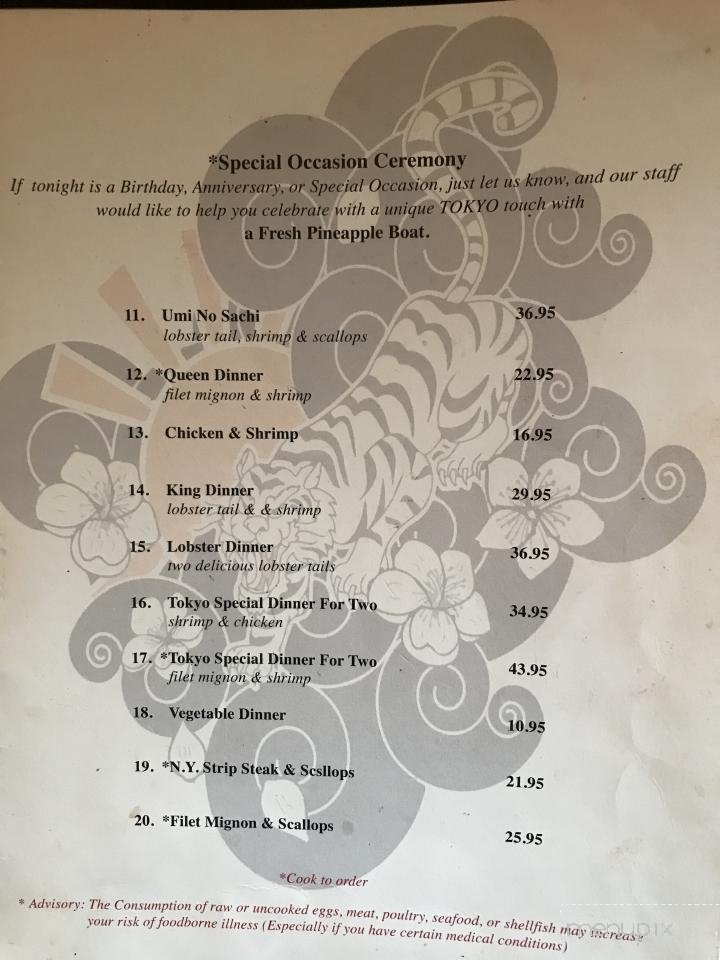 *Special Occasion Ceremony
If tonight is a Birthday, Anniversary, or Special Occasion, just let us know, and our staff
would like to help you celebrate with a unique TOKYO touch with
a Fresh Pineapple Boat.
11. Umi No Sachi 36.95
lobster tail, shrimp & scallops
12. *Queen Dinner 22.95
filet mignon & shrimp
13. Chicken & Shrimp 16.95
14. King Dinner 29.95
lobster tail & & shrimp
15. Lobster Dinner 36.95
two delicious lobster tails
16. Tokyo Special Dinner For Two 34.95
shrimp & chicken
17. *Tokyo Special Dinner For Two 43.95
filet mignon & shrimp
18. Vegetable Dinner 10.95
19. *N.Y. Strip Steak & Scsllops 21.95
20. *Filet Mignon & Scallops 25.95
*Cook to order
* Advisory: The Consumption of raw or uncooked eggs, meat, poultry, seafood, or shellfish may increase
your risk of foodborne illness (Especially if you have certain medical conditions)
menupix